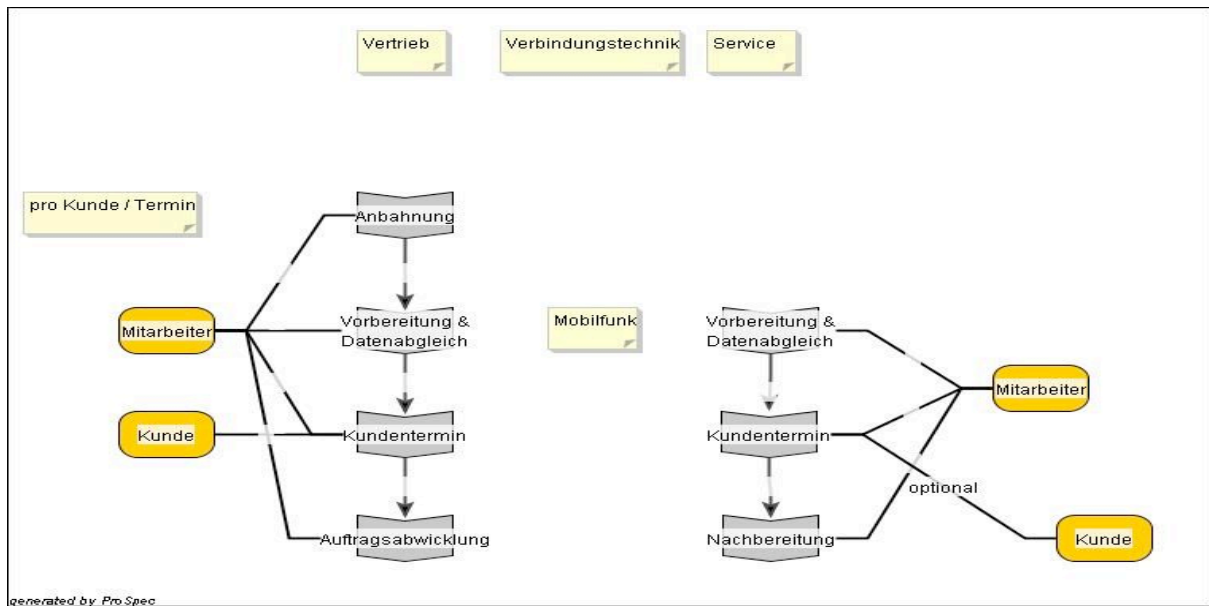 Vertrieb
Verbindungstechnik
Service
pro Kunde / Termin
Anbahnung
Mitarbeiter
Vorbereitung &
Datenabgleich
Mobilfunk
Vorbereitung &
Datenabgleich
Mitarbeiter
Kunde
Kundentermin
Kundentermin
optional
Auftragsabwicklung
Nachbereitung
Kunde
generated by ProSpec